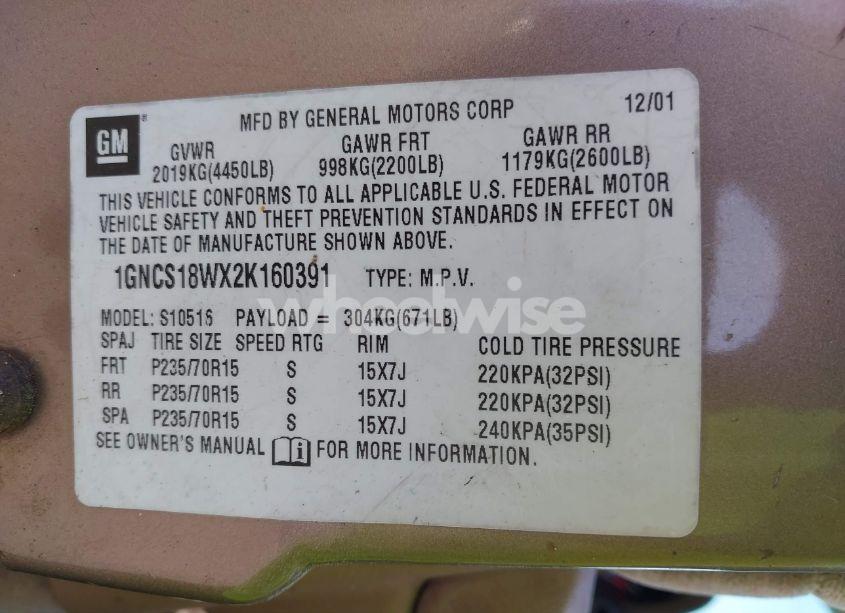 GM
®
MFD BY GENERAL MOTORS CORP 12/01
GVWR GAWR FRT GAWR RR
2019KG(4450LB) 998KG(2200LB) 1179KG(2600LB)
THIS VEHICLE CONFORMS TO ALL APPLICABLE U.S. FEDERAL MOTOR
VEHICLE SAFETY AND THEFT PREVENTION STANDARDS IN EFFECT ON
THE DATE OF MANUFACTURE SHOWN ABOVE.
1GNCS18WX2K160391 TYPE: M.P.V.
wheelwise
MODEL: S10516 PAYLOAD = 304KG(671LB)
SPAJ TIRE SIZE SPEED RTG RIM COLD TIRE PRESSURE
FRT P235/70R15 S 15X7J 220KPA(32PSI)
RR P235/70R15 S 15X7J 220KPA(32PSI)
SPA P235/70R15 S 15X7J 240KPA(35PSI)
SEE OWNER'S MANUAL i FOR MORE INFORMATION.